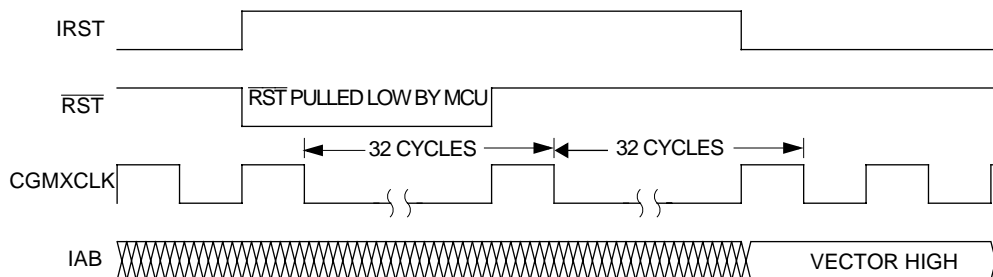 IRST
RST
RST PULLED LOW BY MCU
32 CYCLES
32 CYCLES
CGMXCLK
IAB
VECTOR HIGH